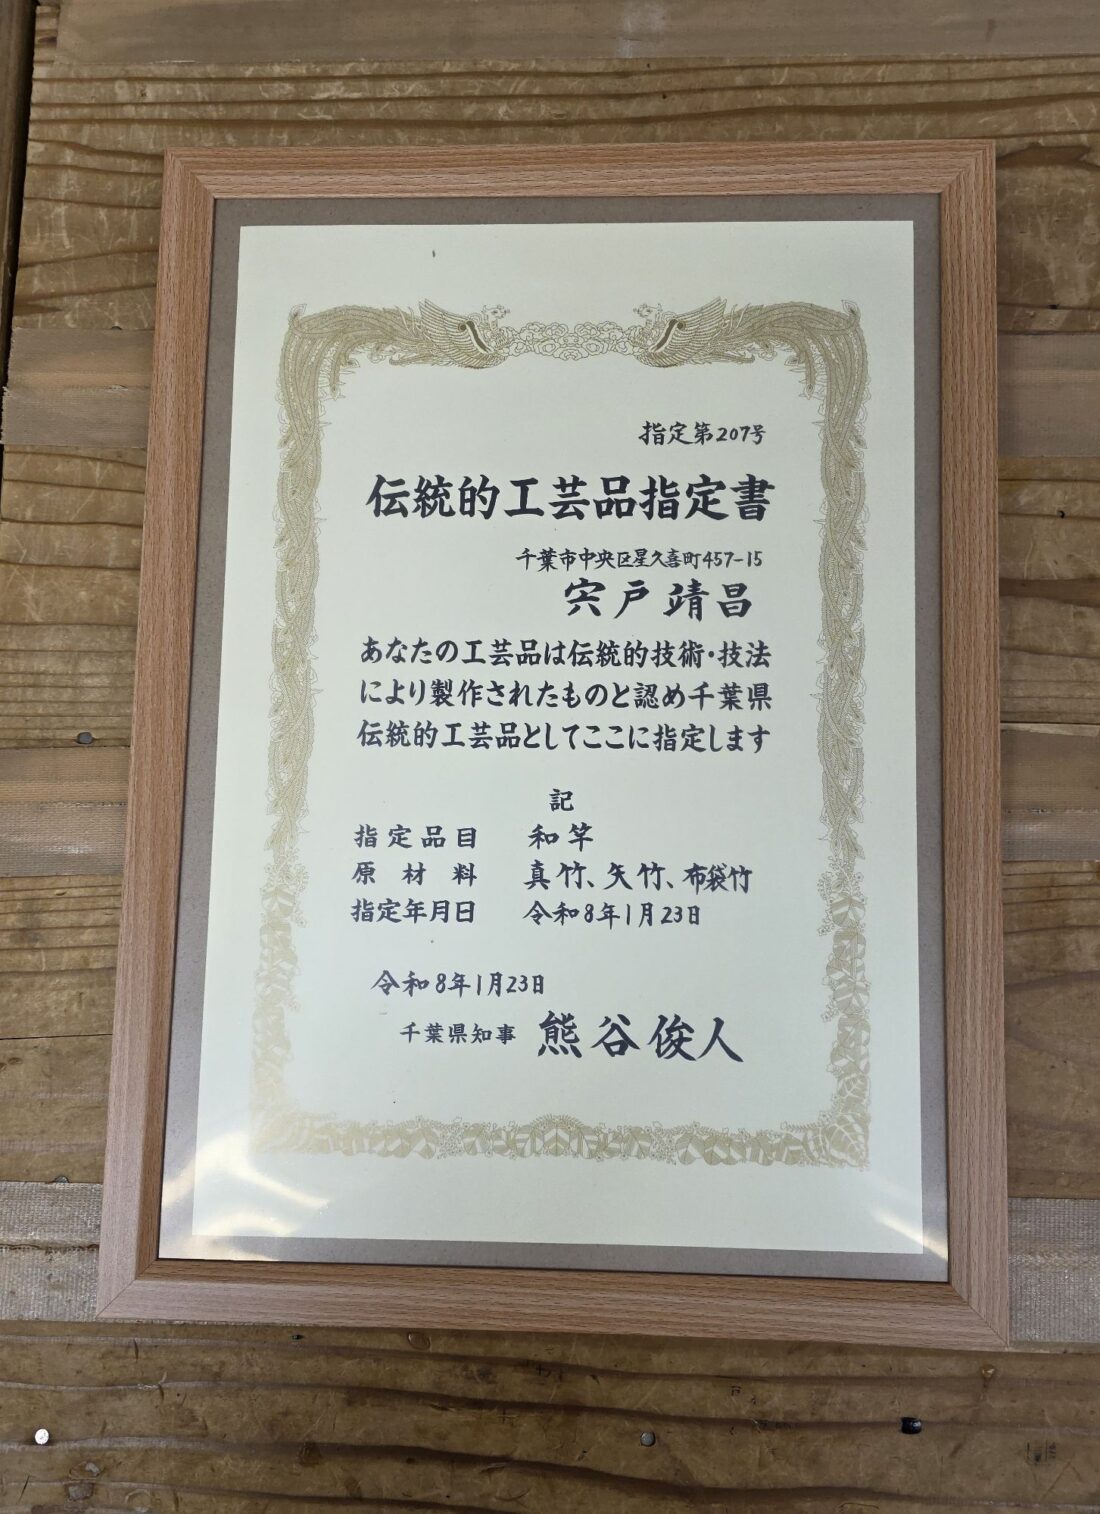 指定第207号
伝統的工芸品指定書
千葉市中央区星久喜町457-15
宍戸靖昌
あなたの工芸品は伝統的技術・技法
により製作されたものと認め千葉県
伝統的工芸品としてここに指定します
記
指定品目 和竿
原材料 真竹、矢竹、布袋竹
指定年月日 令和8年1月23日
令和8年1月23日
千葉県知事 熊谷俊人